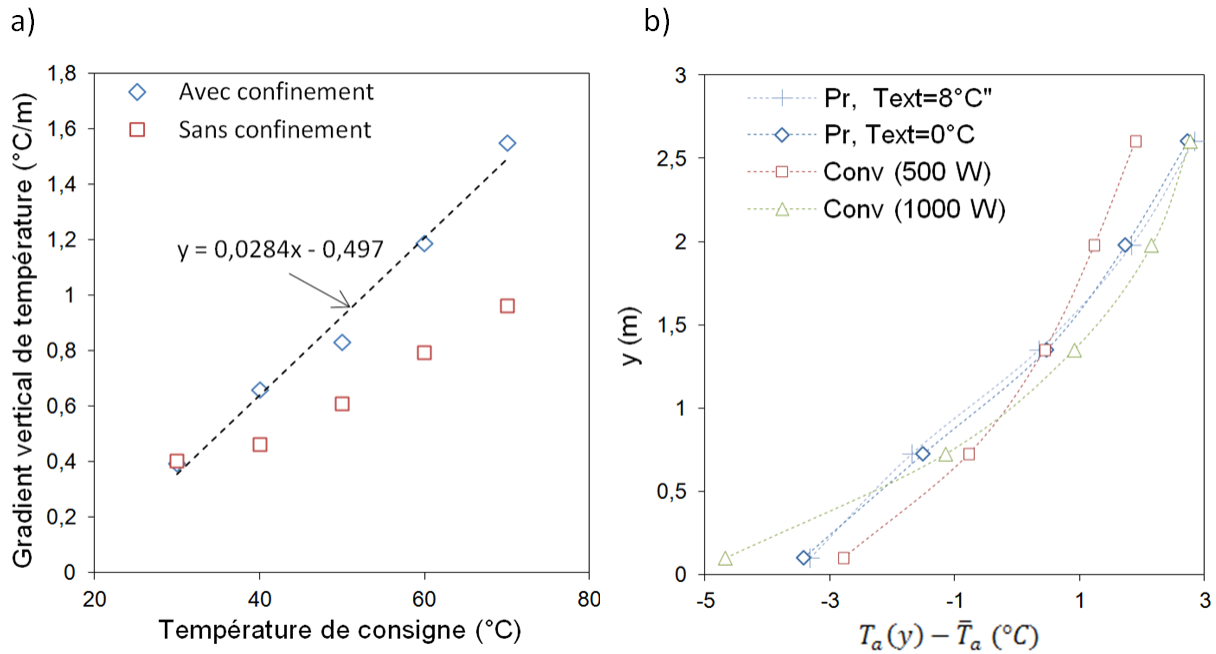 a)
Gradient vertical de température (°C/m)
1,8
1,6
1,4
1,2
1
0,8
0,6
0,4
0,2
0
Avec confinement
Sans confinement
y = 0,0284x - 0,497
20 40 60 80
Température de consigne (°C)
b)
y (m)
3
2,5
2
1,5
1
0,5
0
Pr, Text=8°C"
Pr, Text=0°C
Conv (500 W)
Conv (1000 W)
-5 -3 -1 1 3
Tₐ(y) − T̄ₐ (°C)